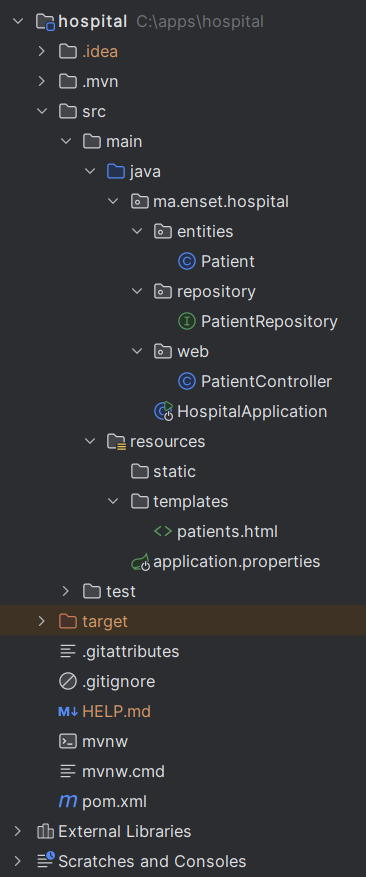 hospital C:\apps\hospital
.idea
.mvn
src
main
java
ma.enset.hospital
entities
C Patient
repository
I PatientRepository
web
C PatientController
C HospitalApplication
resources
static
templates
<> patients.html
application.properties
test
target
.gitattributes
.gitignore
M↓ HELP.md
mvnw
mvnw.cmd
m pom.xml
External Libraries
Scratches and Consoles